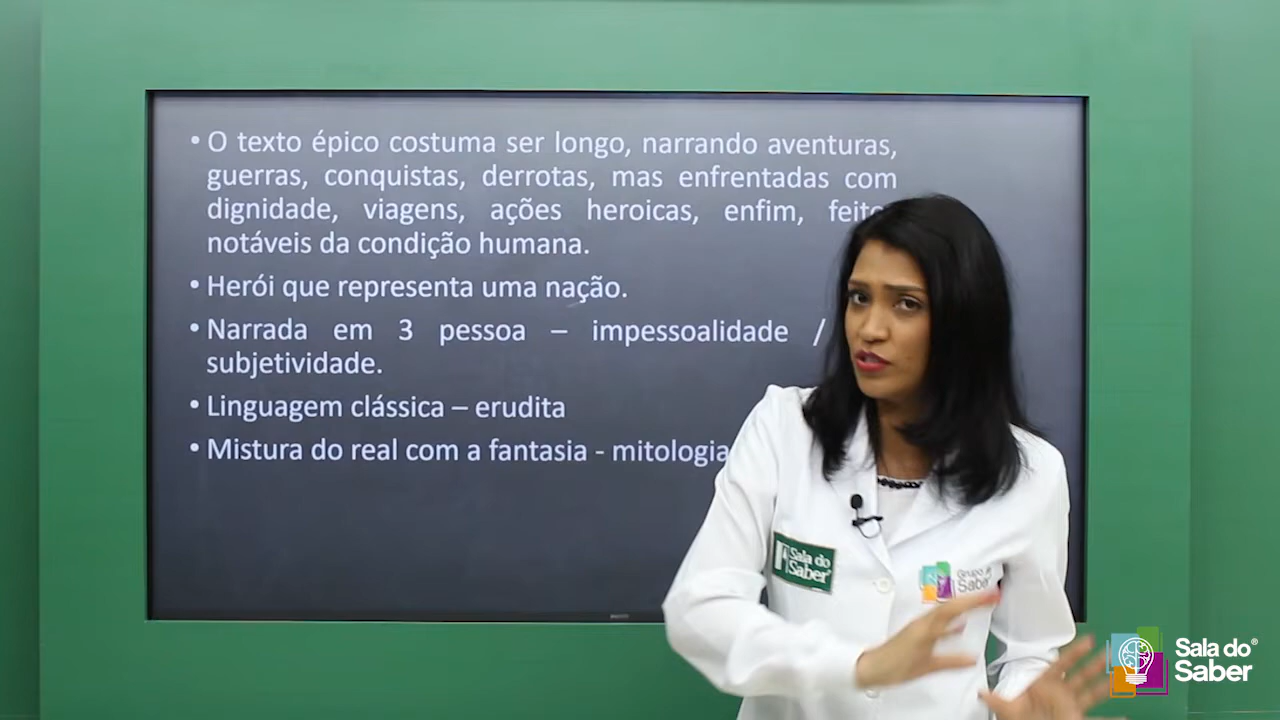 • O texto épico costuma ser longo, narrando aventuras,
guerras, conquistas, derrotas, mas enfrentadas com
dignidade, viagens, ações heroicas, enfim,
notáveis da condição humana.
• Herói que representa uma nação.
• Narrada em 3 pessoa – impessoalidade /
subjetividade.
• Linguagem clássica – erudita
• Mistura do real com a fantasia - mitologia
Sala do
Saber
Grupo
Saber
Sala do®
Saber